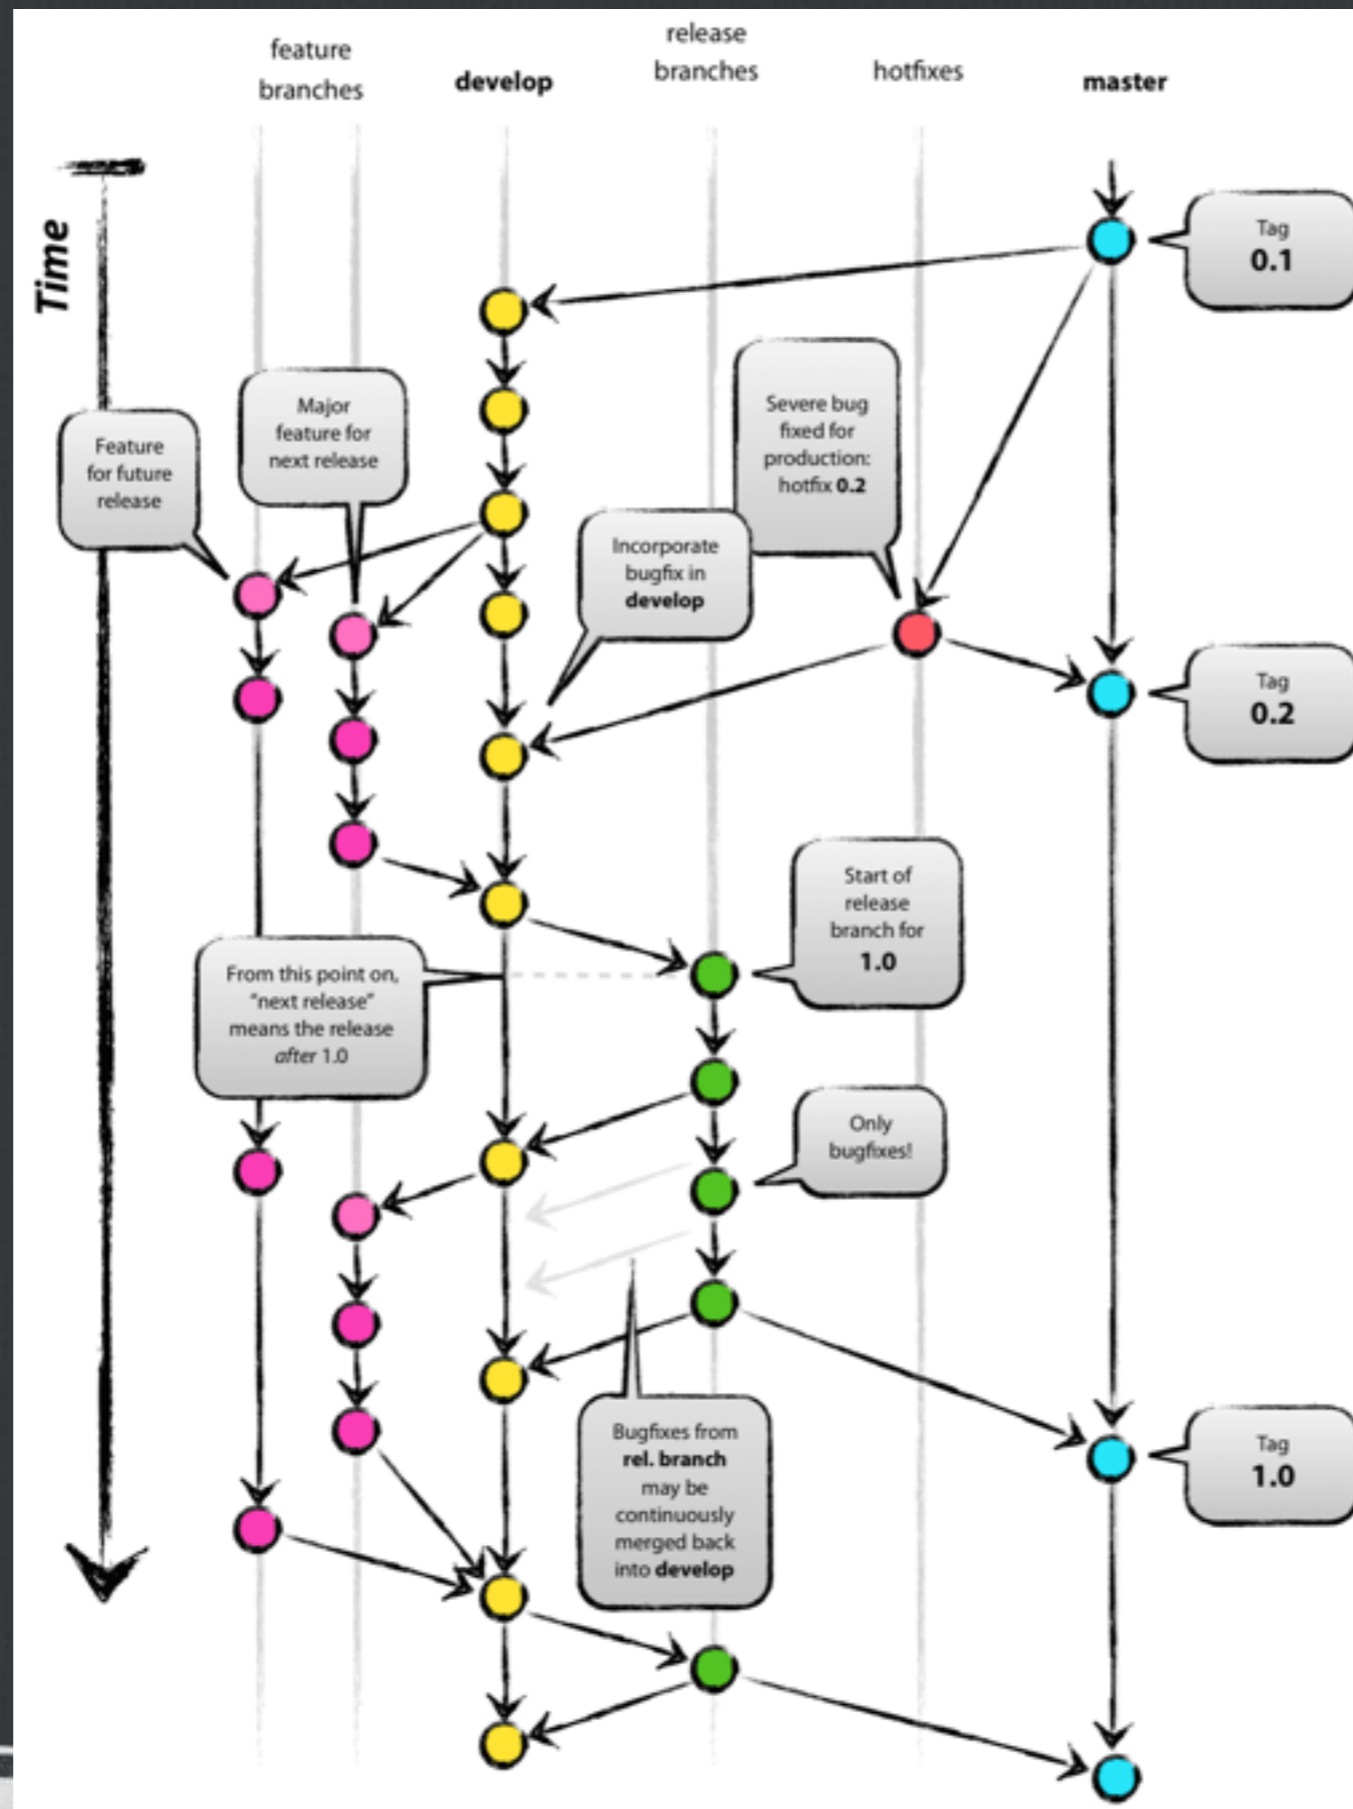 feature
branches
develop
release
branches
hotfixes
master
Time
Tag
0.1
Major
feature for
next release
Feature
for future
release
Severe bug
fixed for
production:
hotfix 0.2
Incorporate
bugfix in
develop
Tag
0.2
Start of
release
branch for
1.0
From this point on,
“next release”
means the release
after 1.0
Only
bugfixes!
Bugfixes from
rel. branch
may be
continuously
merged back
into develop
Tag
1.0